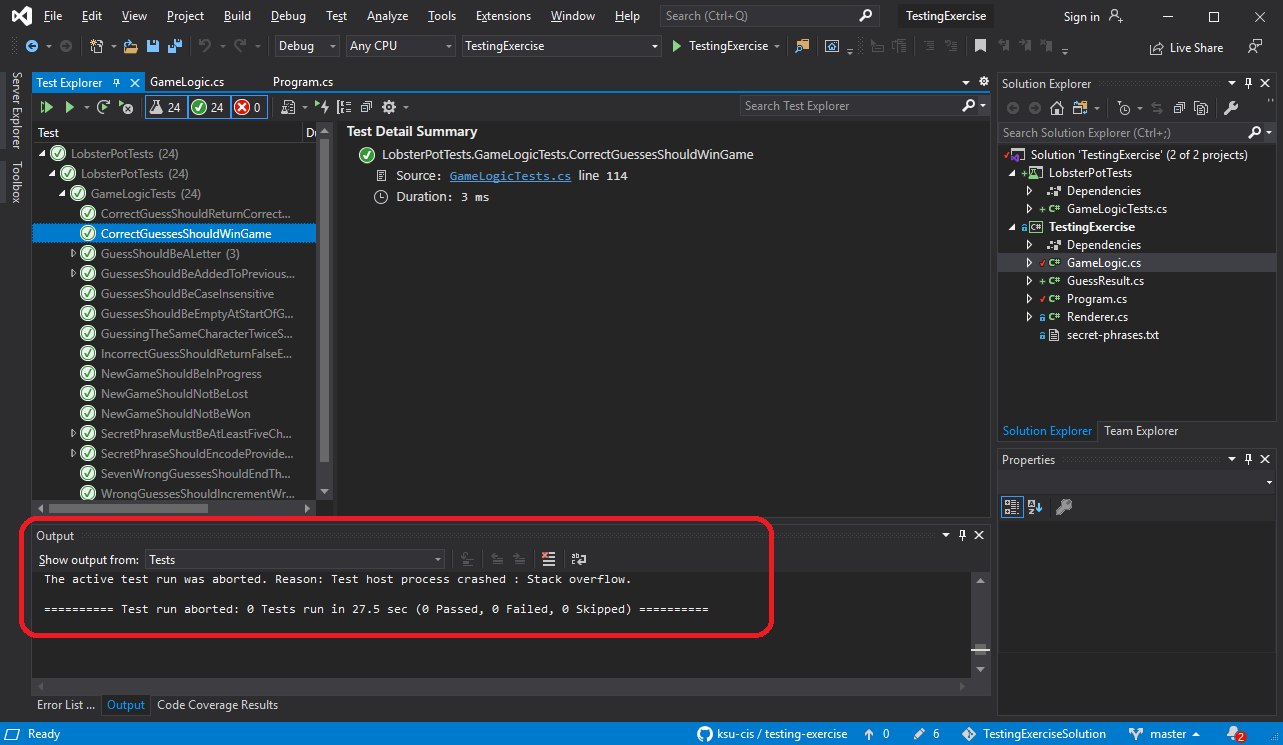 File Edit View Project Build Debug Test Analyze Tools Extensions Window Help Search (Ctrl+Q) TestingExercise Sign in
Debug Any CPU TestingExercise TestingExercise Live Share
Server Explorer
Toolbox
Test Explorer GameLogic.cs Program.cs
24 24 0 Search Test Explorer
Test
LobsterPotTests (24)
LobsterPotTests (24)
GameLogicTests (24)
CorrectGuessShouldReturnCorrect...
CorrectGuessesShouldWinGame
GuessShouldBeALetter (3)
GuessesShouldBeAddedToPrevious...
GuessesShouldBeCaseInsensitive
GuessesShouldBeEmptyAtStartOfG...
GuessingTheSameCharacterTwiceS...
IncorrectGuessShouldReturnFalseE...
NewGameShouldBeInProgress
NewGameShouldNotBeLost
NewGameShouldNotBeWon
SecretPhraseMustBeAtLeastFiveCh...
SecretPhraseShouldEncodeProvide...
SevenWrongGuessesShouldEndTh...
WrongGuessesShouldIncrementWr...
Test Detail Summary
LobsterPotTests.GameLogicTests.CorrectGuessesShouldWinGame
Source: GameLogicTests.cs line 114
Duration: 3 ms
Output
Show output from: Tests
The active test run was aborted. Reason: Test host process crashed : Stack overflow.
========== Test run aborted: 0 Tests run in 27.5 sec (0 Passed, 0 Failed, 0 Skipped) ==========
Error List ... Output Code Coverage Results
Solution Explorer
Search Solution Explorer (Ctrl+;)
Solution 'TestingExercise' (2 of 2 projects)
LobsterPotTests
Dependencies
C# GameLogicTests.cs
C# TestingExercise
Dependencies
C# GameLogic.cs
C# GuessResult.cs
C# Program.cs
C# Renderer.cs
secret-phrases.txt
Solution Explorer Team Explorer
Properties
Ready ksu-cis / testing-exercise 0 6 TestingExerciseSolution master 2